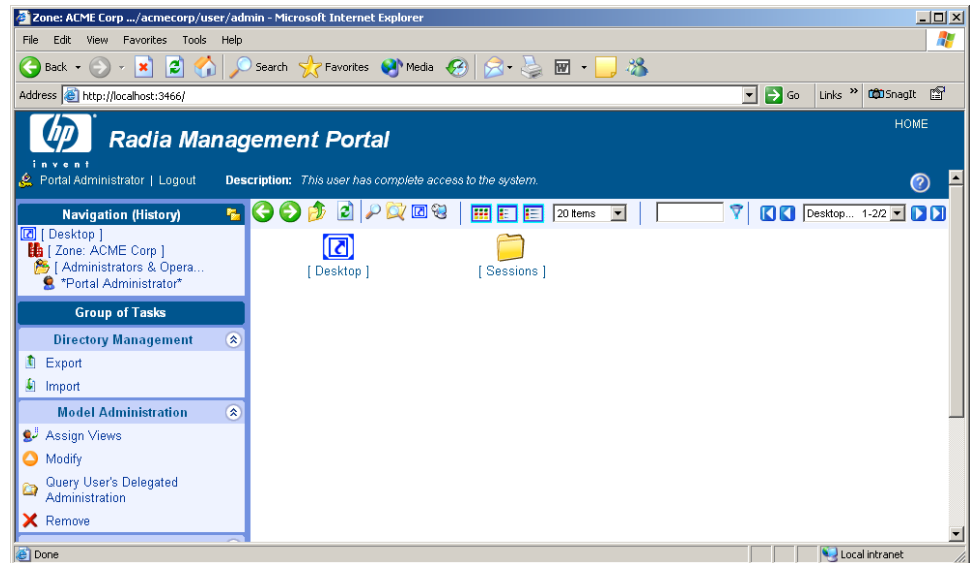 Zone: ACME Corp .../acmecorp/user/admin - Microsoft Internet Explorer
File Edit View Favorites Tools Help
Back Search Favorites Media
Address http://localhost:3466/ Go Links » SnagIt
hp
invent
Radia Management Portal
HOME
Portal Administrator | Logout Description: This user has complete access to the system.
Navigation (History)
20 Items
Desktop... 1-2/2
[ Desktop ]
[ Zone: ACME Corp ]
[ Administrators & Opera...
*Portal Administrator*
[ Desktop ] [ Sessions ]
Group of Tasks
Directory Management
Export
Import
Model Administration
Assign Views
Modify
Query User's Delegated
Administration
Remove
Done Local intranet